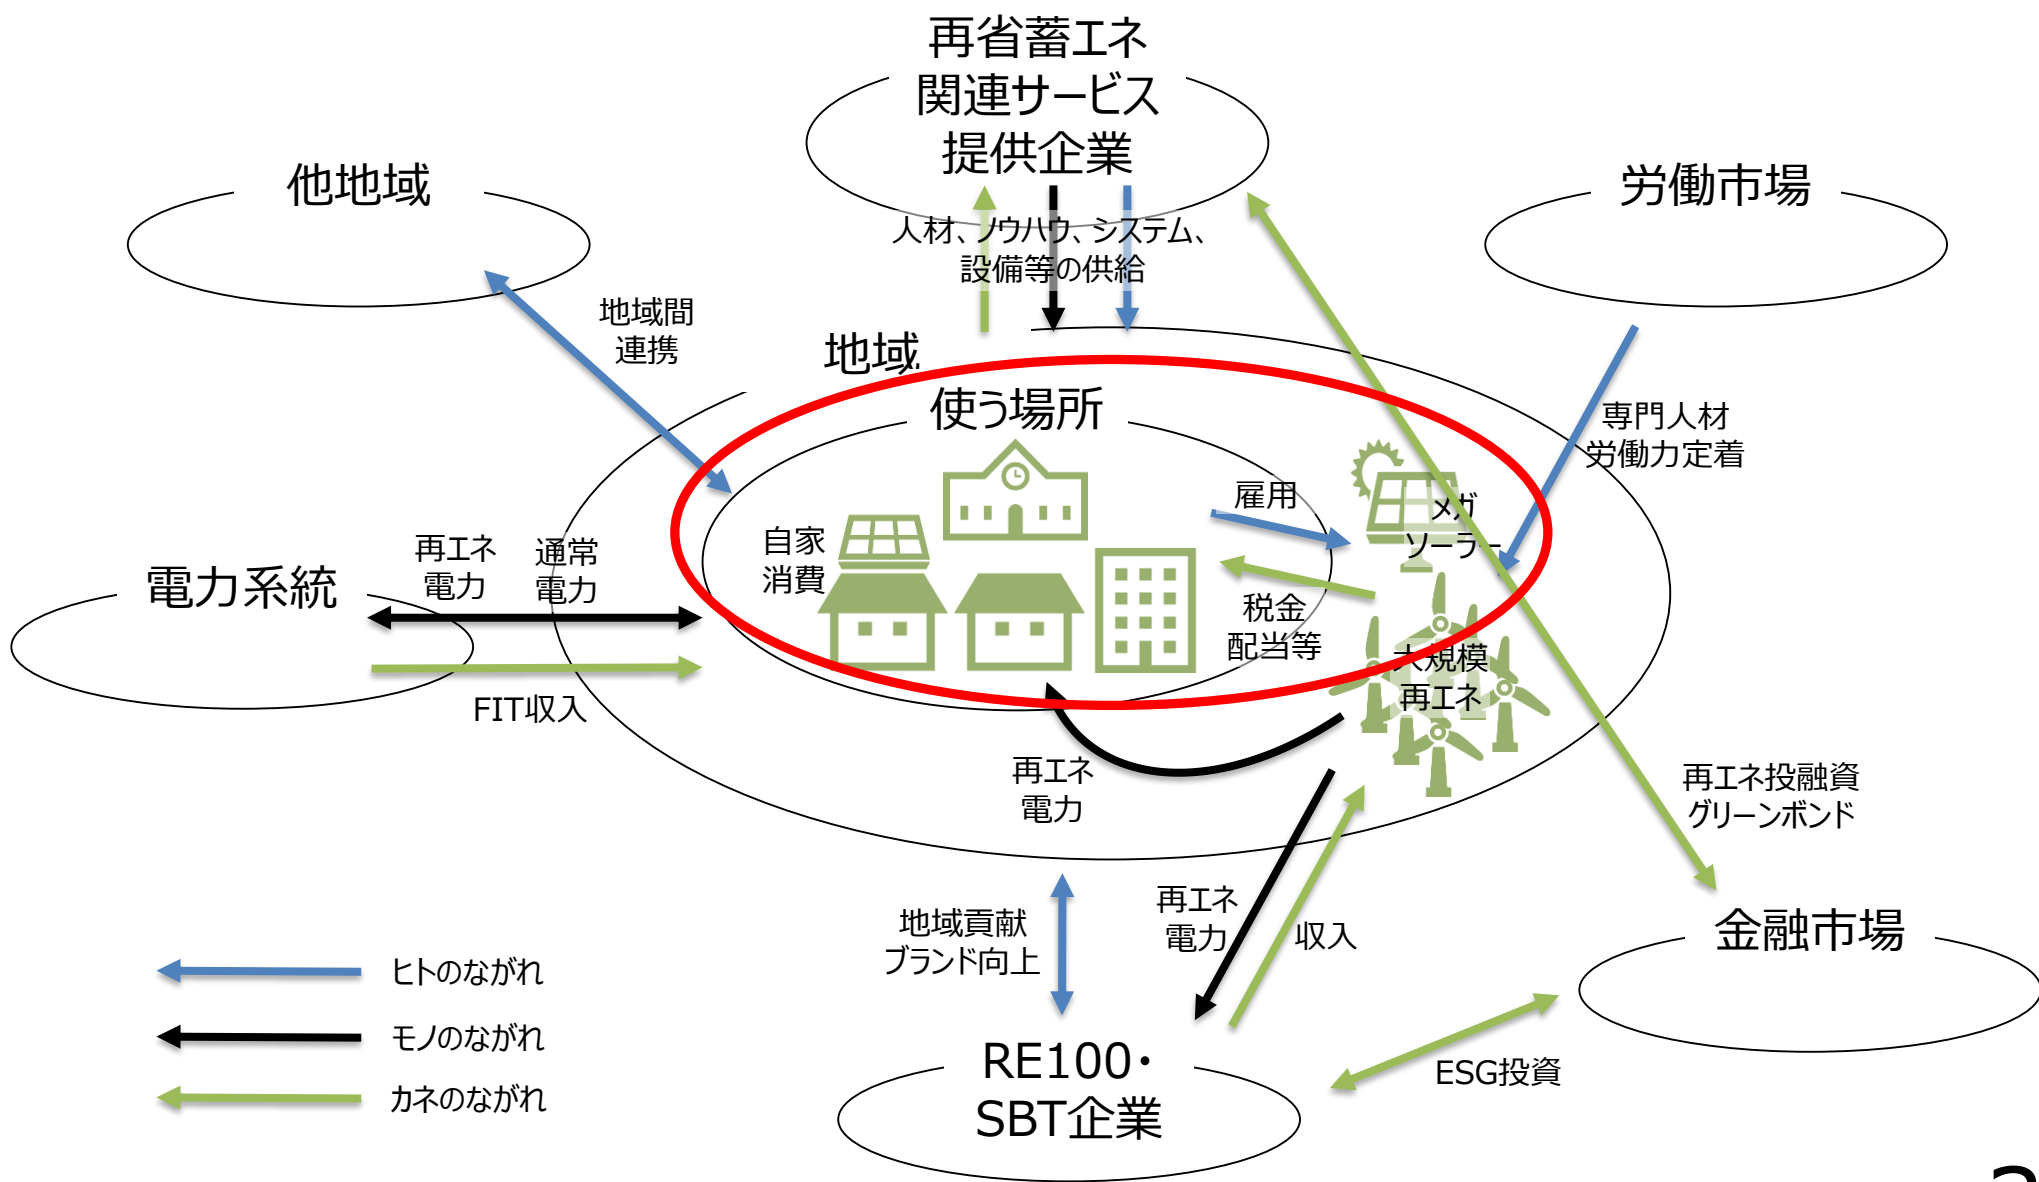 再省蓄エネ
関連サービス
提供企業
他地域
労働市場
人材、ノウハウ、システム、
設備等の供給
地域間
連携
地域
使う場所
専門人材
労働力定着
雇用
メガ
ソーラー
自家
消費
再エネ
電力
通常
電力
電力系統
税金
配当等
大規模
再エネ
FIT収入
再エネ
電力
再エネ投融資
グリーンボンド
再エネ
電力
収入
地域貢献
ブランド向上
金融市場
ヒトのながれ
モノのながれ
カネのながれ
RE100・
SBT企業
ESG投資